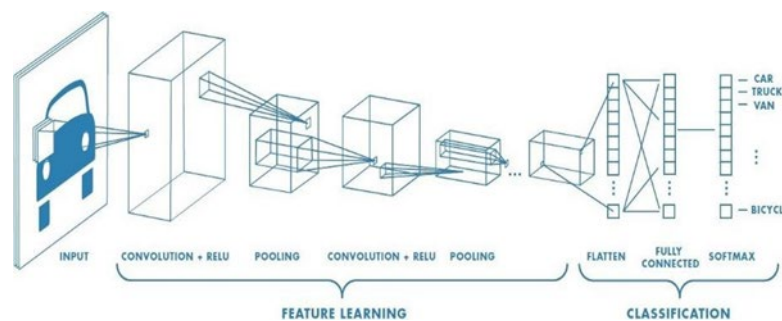 CAR
TRUCK
VAN
BICYCL
INPUT
CONVOLUTION + RELU
POOLING
CONVOLUTION + RELU
POOLING
FLATTEN
FULLY
CONNECTED
SOFTMAX
FEATURE LEARNING
CLASSIFICATION